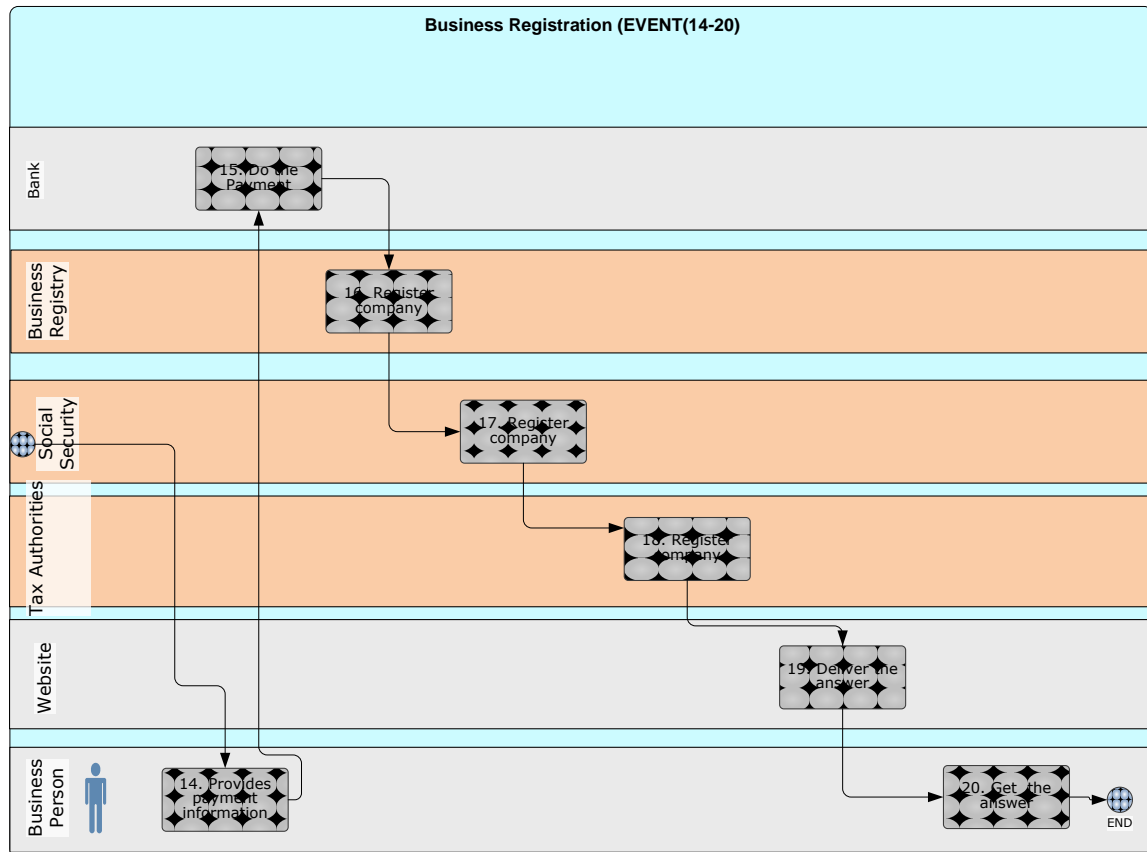 Business Registration (EVENT(14-20)
Bank
15. Do the
Payment
Business
Registry
16. Register
company
Social
Security
17. Register
company
Tax Authorities
18. Register
company
Website
19. Deliver the
answer
Business
Person
14. Provides
payment
information
20. Get the
answer
END